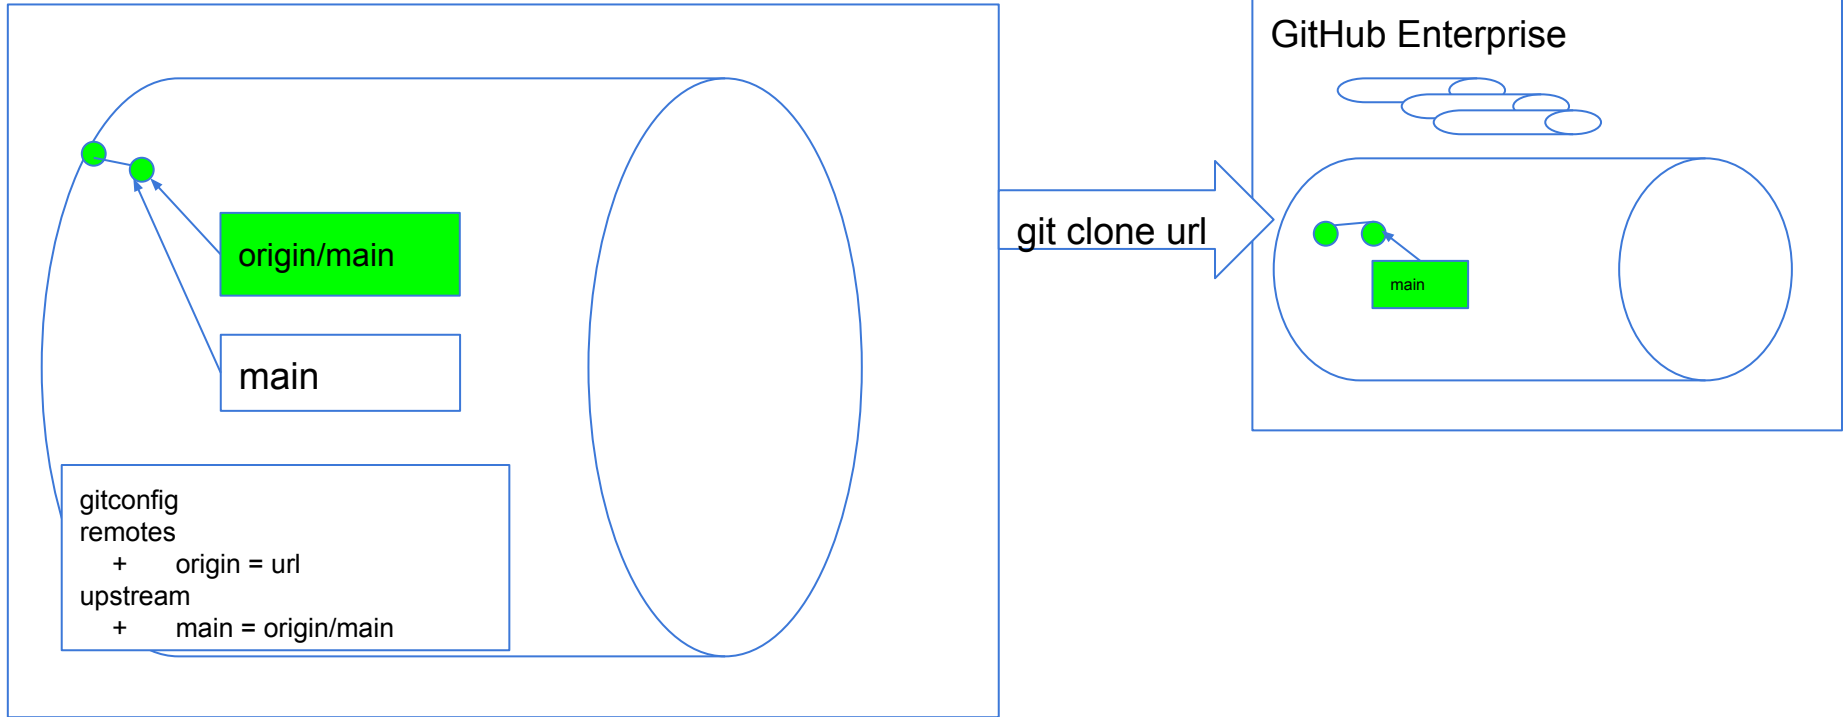 GitHub Enterprise
origin/main
git clone url
main
main
gitconfig
remotes
+ origin = url
upstream
+ main = origin/main